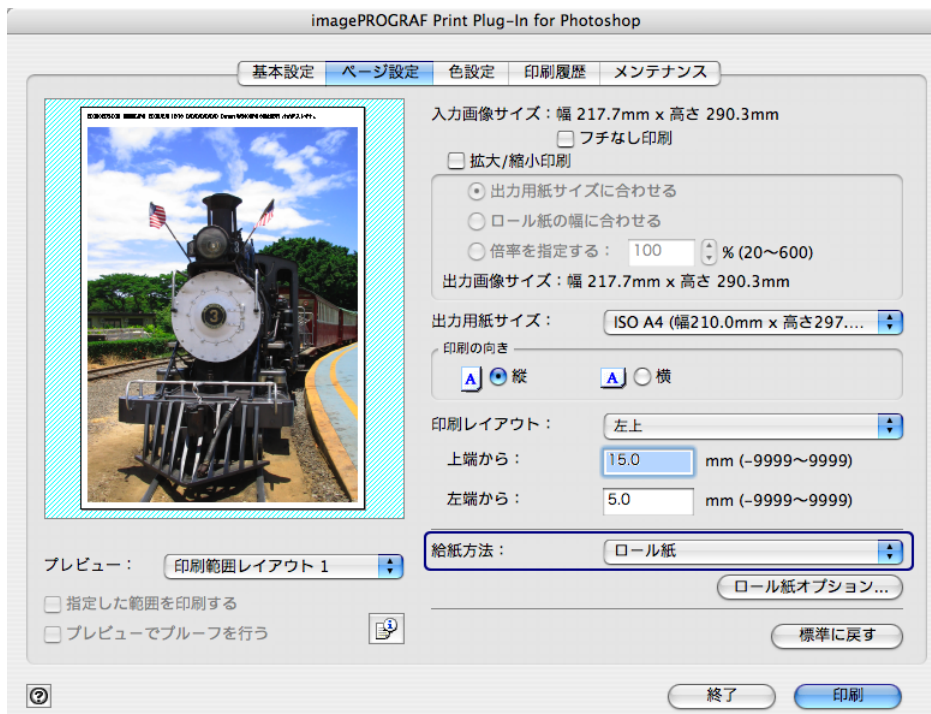 imagePROGRAF Print Plug-In for Photoshop
基本設定 ページ設定 色設定 印刷履歴 メンテナンス
入力画像サイズ：幅 217.7mm x 高さ 290.3mm
フチなし印刷
拡大/縮小印刷
出力用紙サイズに合わせる
ロール紙の幅に合わせる
倍率を指定する： 100 % (20〜600)
出力画像サイズ：幅 217.7mm x 高さ 290.3mm
出力用紙サイズ： ISO A4 (幅210.0mm x 高さ297....
印刷の向き
A 縦 A 横
印刷レイアウト： 左上
上端から： 15.0 mm (-9999〜9999)
左端から： 5.0 mm (-9999〜9999)
給紙方法： ロール紙
ロール紙オプション...
標準に戻す
3
プレビュー： 印刷範囲レイアウト 1
指定した範囲を印刷する
プレビューでプルーフを行う
?
終了 印刷